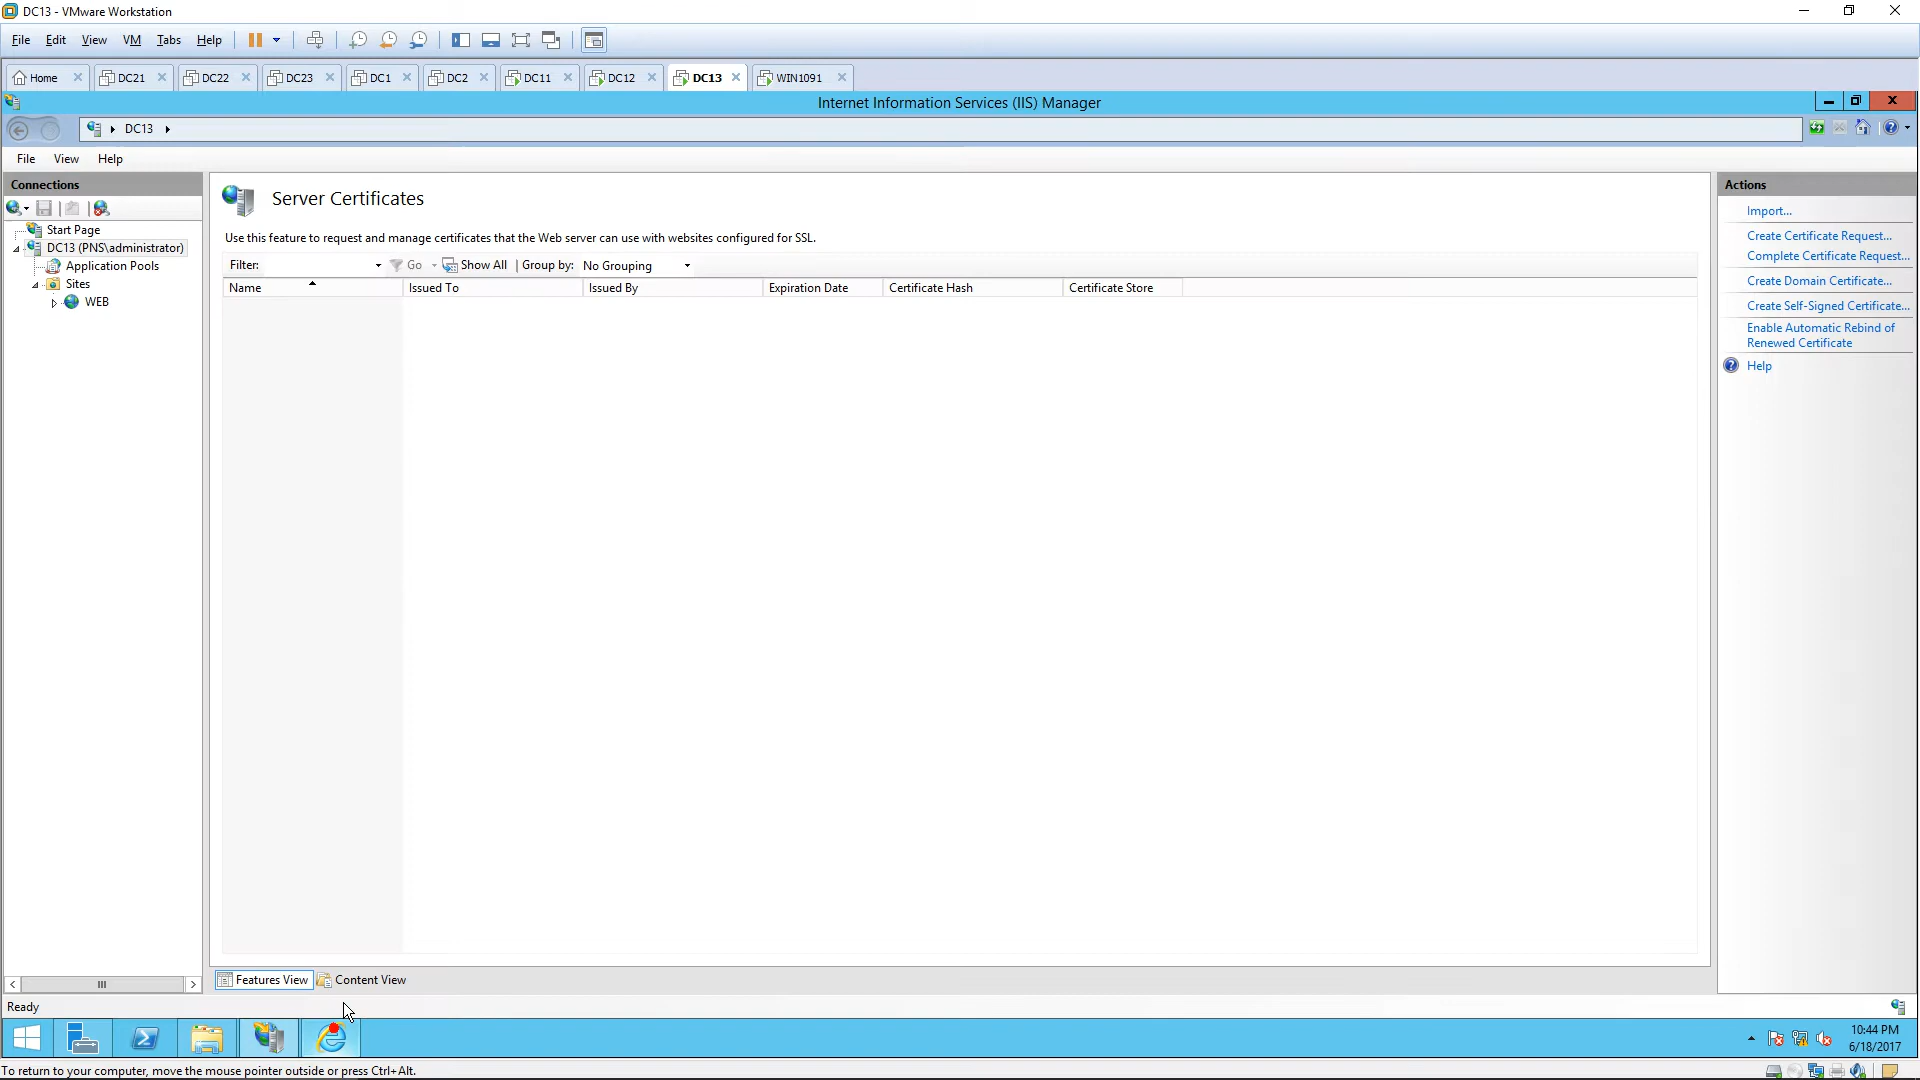 DC13 - VMware Workstation
File Edit View VM Tabs Help
Home DC21 DC22 DC23 DC1 DC2 DC11 DC12 DC13 WIN1091
Internet Information Services (IIS) Manager
DC13
File View Help
Connections
Start Page
DC13 (PNS\administrator)
Application Pools
Sites
WEB
Server Certificates
Use this feature to request and manage certificates that the Web server can use with websites configured for SSL.
Filter: Go Show All Group by: No Grouping
Name Issued To Issued By Expiration Date Certificate Hash Certificate Store
Actions
Import...
Create Certificate Request...
Complete Certificate Request...
Create Domain Certificate...
Create Self-Signed Certificate...
Enable Automatic Rebind of
Renewed Certificate
Help
Features View Content View
Ready
10:44 PM
6/18/2017
To return to your computer, move the mouse pointer outside or press Ctrl+Alt.